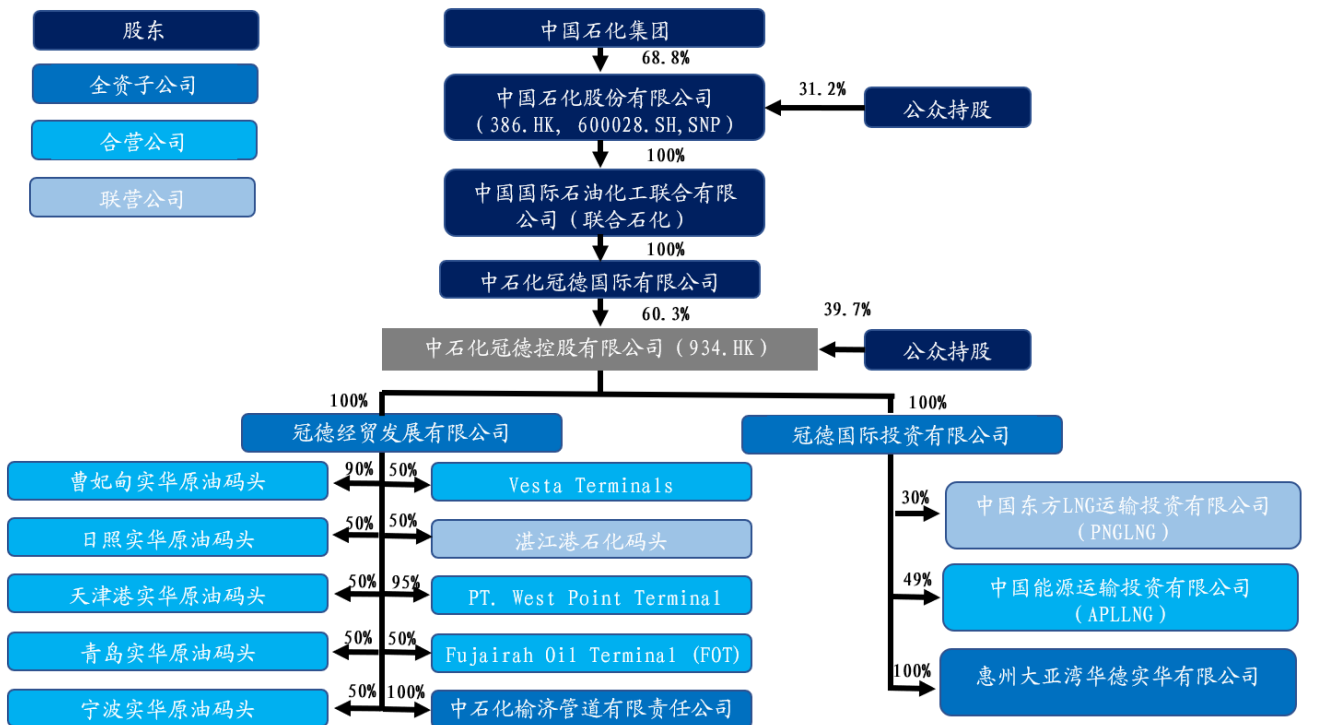 股东
全资子公司
合营公司
联营公司
中国石化集团
68.8%
中国石化股份有限公司
(386.HK, 600028.SH,SNP)
31.2%
公众持股
100%
中国国际石油化工联合有限
公司(联合石化)
100%
中石化冠德国际有限公司
60.3%
39.7%
中石化冠德控股有限公司(934.HK)
公众持股
100%
100%
冠德经贸发展有限公司
冠德国际投资有限公司
曹妃甸实华原油码头
90%
50%
Vesta Terminals
日照实华原油码头
50%
50%
湛江港石化码头
天津港实华原油码头
50%
95%
PT. West Point Terminal
青岛实华原油码头
50%
50%
Fujairah Oil Terminal (FOT)
宁波实华原油码头
50%
100%
中石化榆济管道有限责任公司
30%
中国东方LNG运输投资有限公司
(PNGLNG)
49%
中国能源运输投资有限公司
(APLLNG)
100%
惠州大亚湾华德实华有限公司